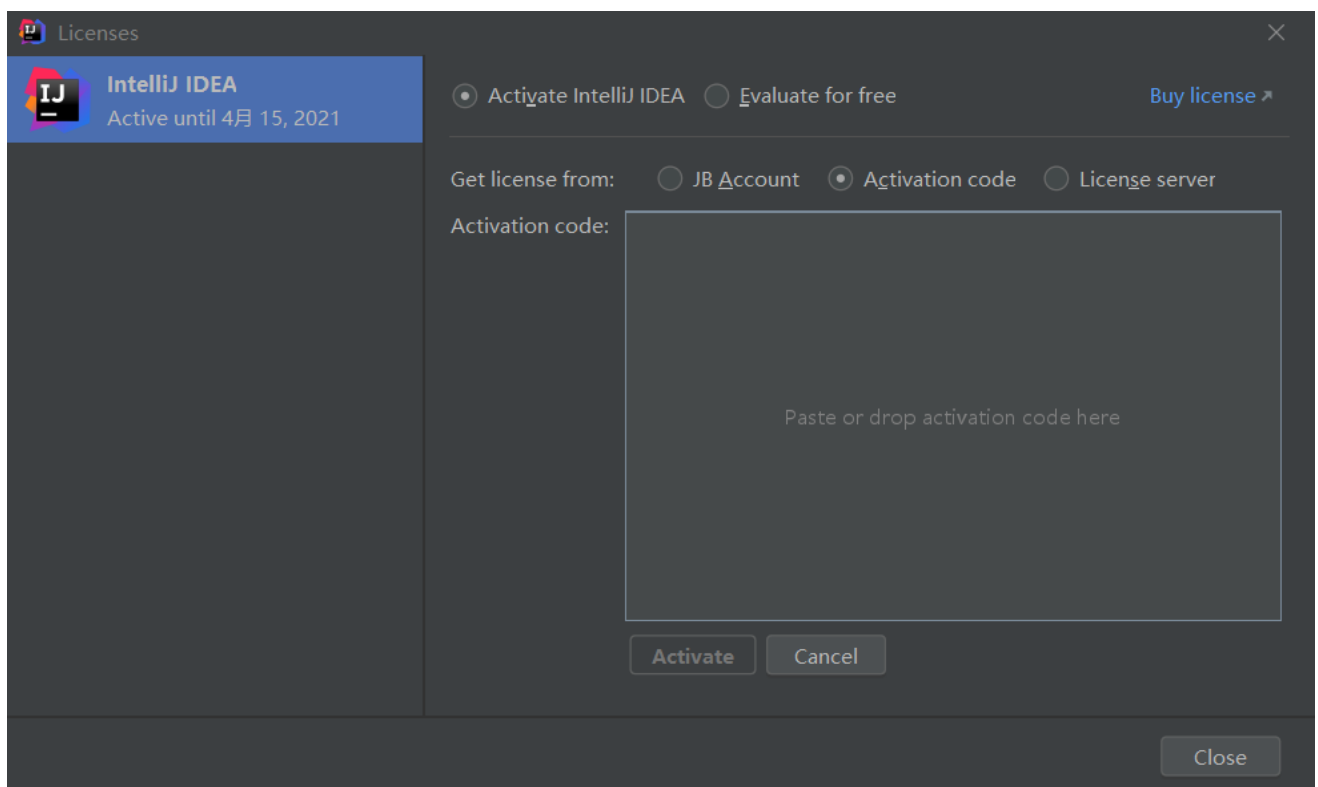 Licenses
IntelliJ IDEA
Active until 4月 15, 2021
Activate IntelliJ IDEA Evaluate for free Buy license
Get license from: JB Account Activation code License server
Activation code:
Paste or drop activation code here
Activate Cancel
Close